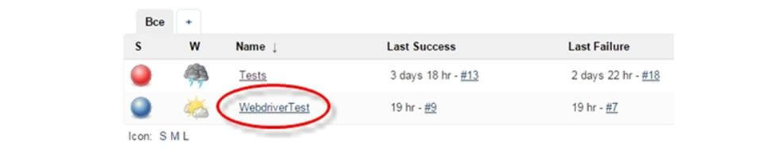 Все +
S W Name ↓ Last Success Last Failure
Tests 3 days 18 hr - #13 2 days 22 hr - #18
WebdriverTest 19 hr - #9 19 hr - #7
Icon: S M L